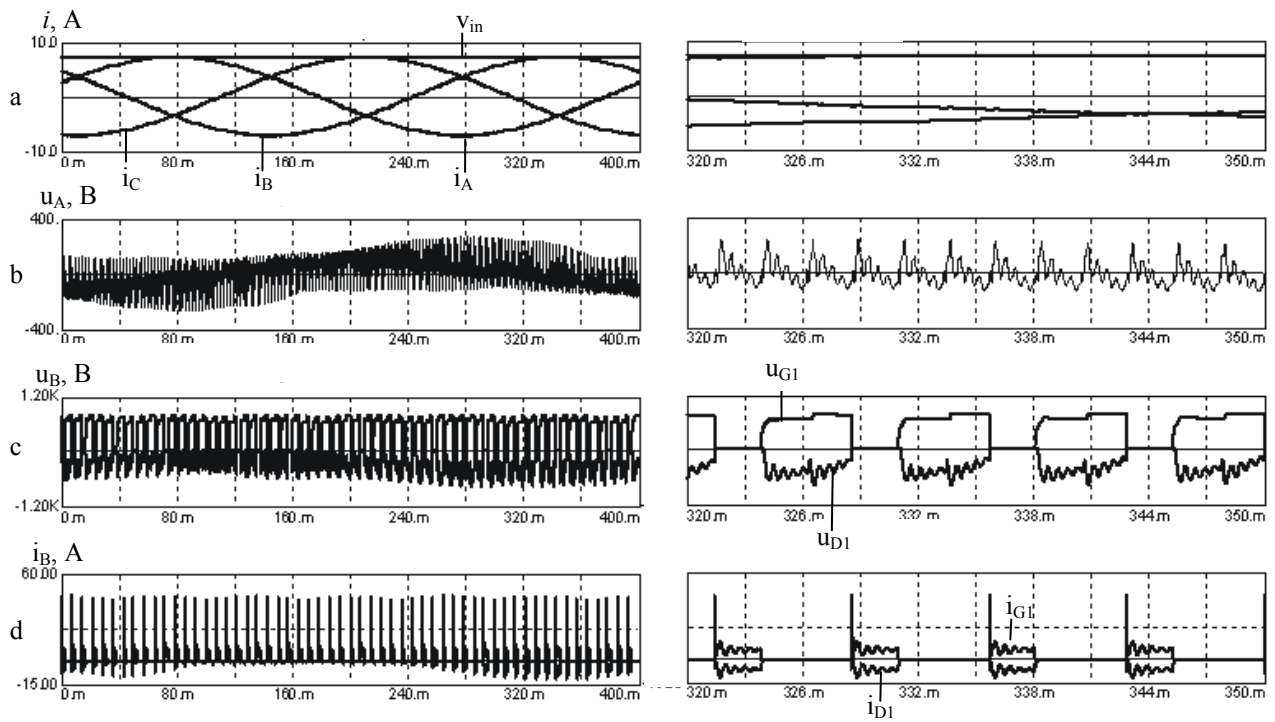 i, A
v_in
10.0
a
-10.0
0.m 80.m 160.m 240.m 320.m 400.m
320.m 326.m 332.m 338.m 344.m 350.m
i_C i_B i_A
u_A, B
400.
b
-400.
0.m 80.m 160.m 240.m 320.m 400.m
320.m 326.m 332.m 338.m 344.m 350.m
u_B, B
1.20K
u_G1
c
-1.20K
0.m 80.m 160.m 240.m 320.m 400.m
320.m 326.m 332.m 338.m 344.m 350.m
u_D1
i_B, A
60.00
i_G1
d
-15.00
0.m 80.m 160.m 240.m 320.m 400.m
320.m 326.m 332.m 338.m 344.m 350.m
i_D1